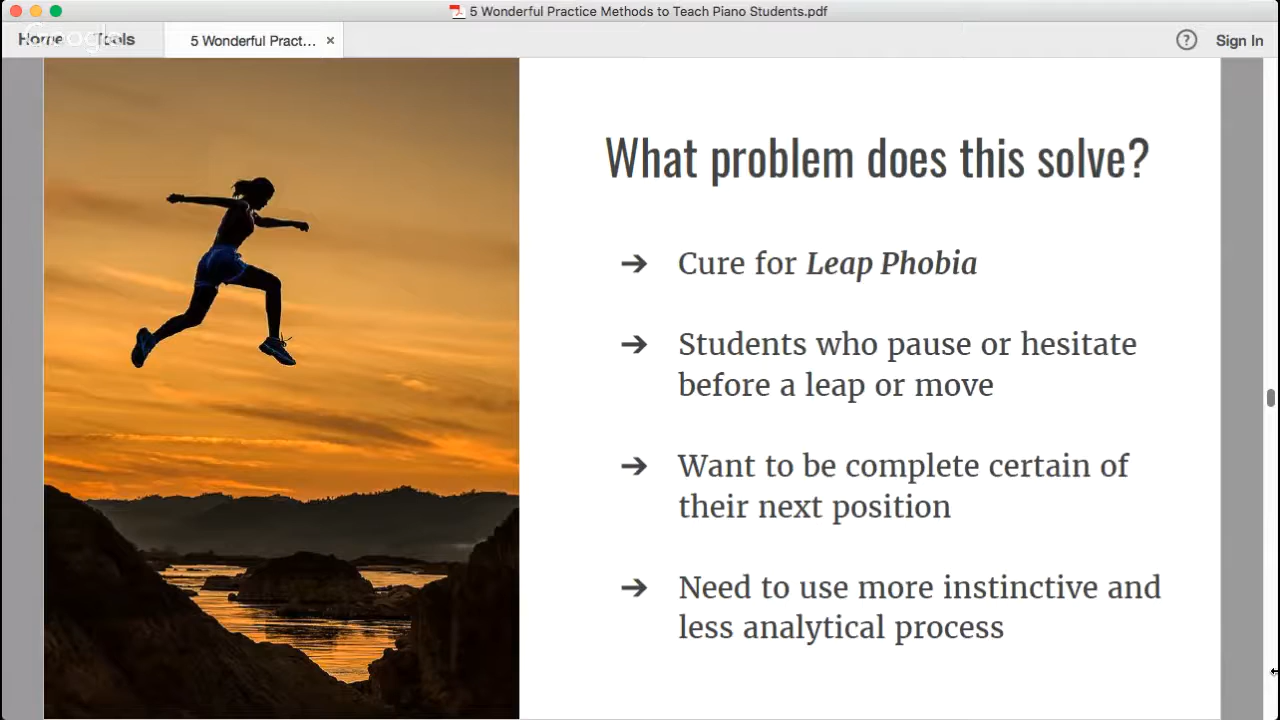 5 Wonderful Practice Methods to Teach Piano Students.pdf
Google
Home
Tools
5 Wonderful Pract... ×
? Sign In
What problem does this solve?
➔ Cure for Leap Phobia
➔ Students who pause or hesitate
before a leap or move
➔ Want to be complete certain of
their next position
➔ Need to use more instinctive and
less analytical process